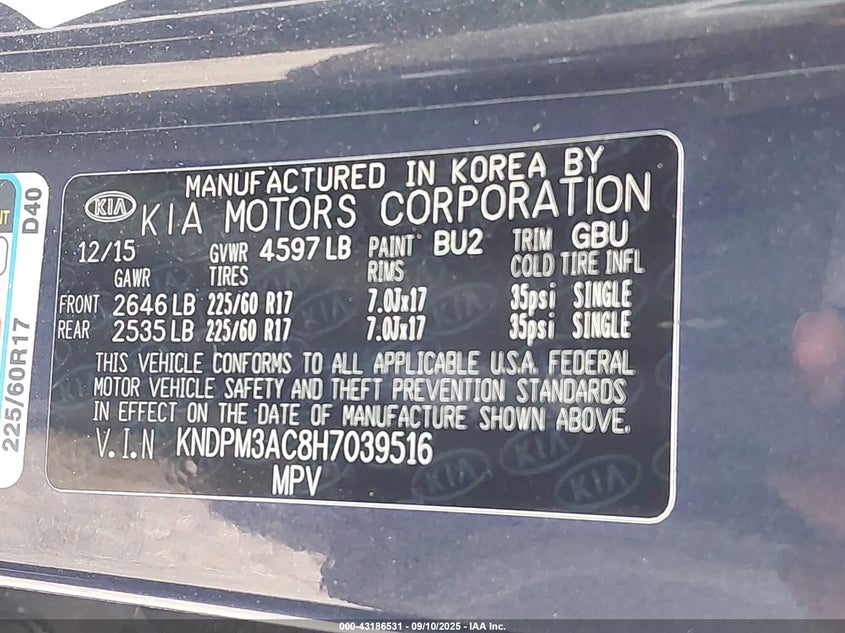 MANUFACTURED IN KOREA BY
KIA KIA MOTORS CORPORATION
12/15 GVWR 4597 LB PAINT BU2 TRIM GBU
GAWR TIRES RIMS COLD TIRE INFL
FRONT 2646 LB 225/60 R17 7.0Jx17 35psi SINGLE
REAR 2535 LB 225/60 R17 7.0Jx17 35psi SINGLE
THIS VEHICLE CONFORMS TO ALL APPLICABLE U.S.A. FEDERAL
MOTOR VEHICLE SAFETY AND THEFT PREVENTION STANDARDS
IN EFFECT ON THE DATE OF MANUFACTURE SHOWN ABOVE.
V.I.N KNDPM3AC8H7039516
MPV
KIA
225/60R17 D40
000-43186531 - 09/10/2025 - IAA Inc.